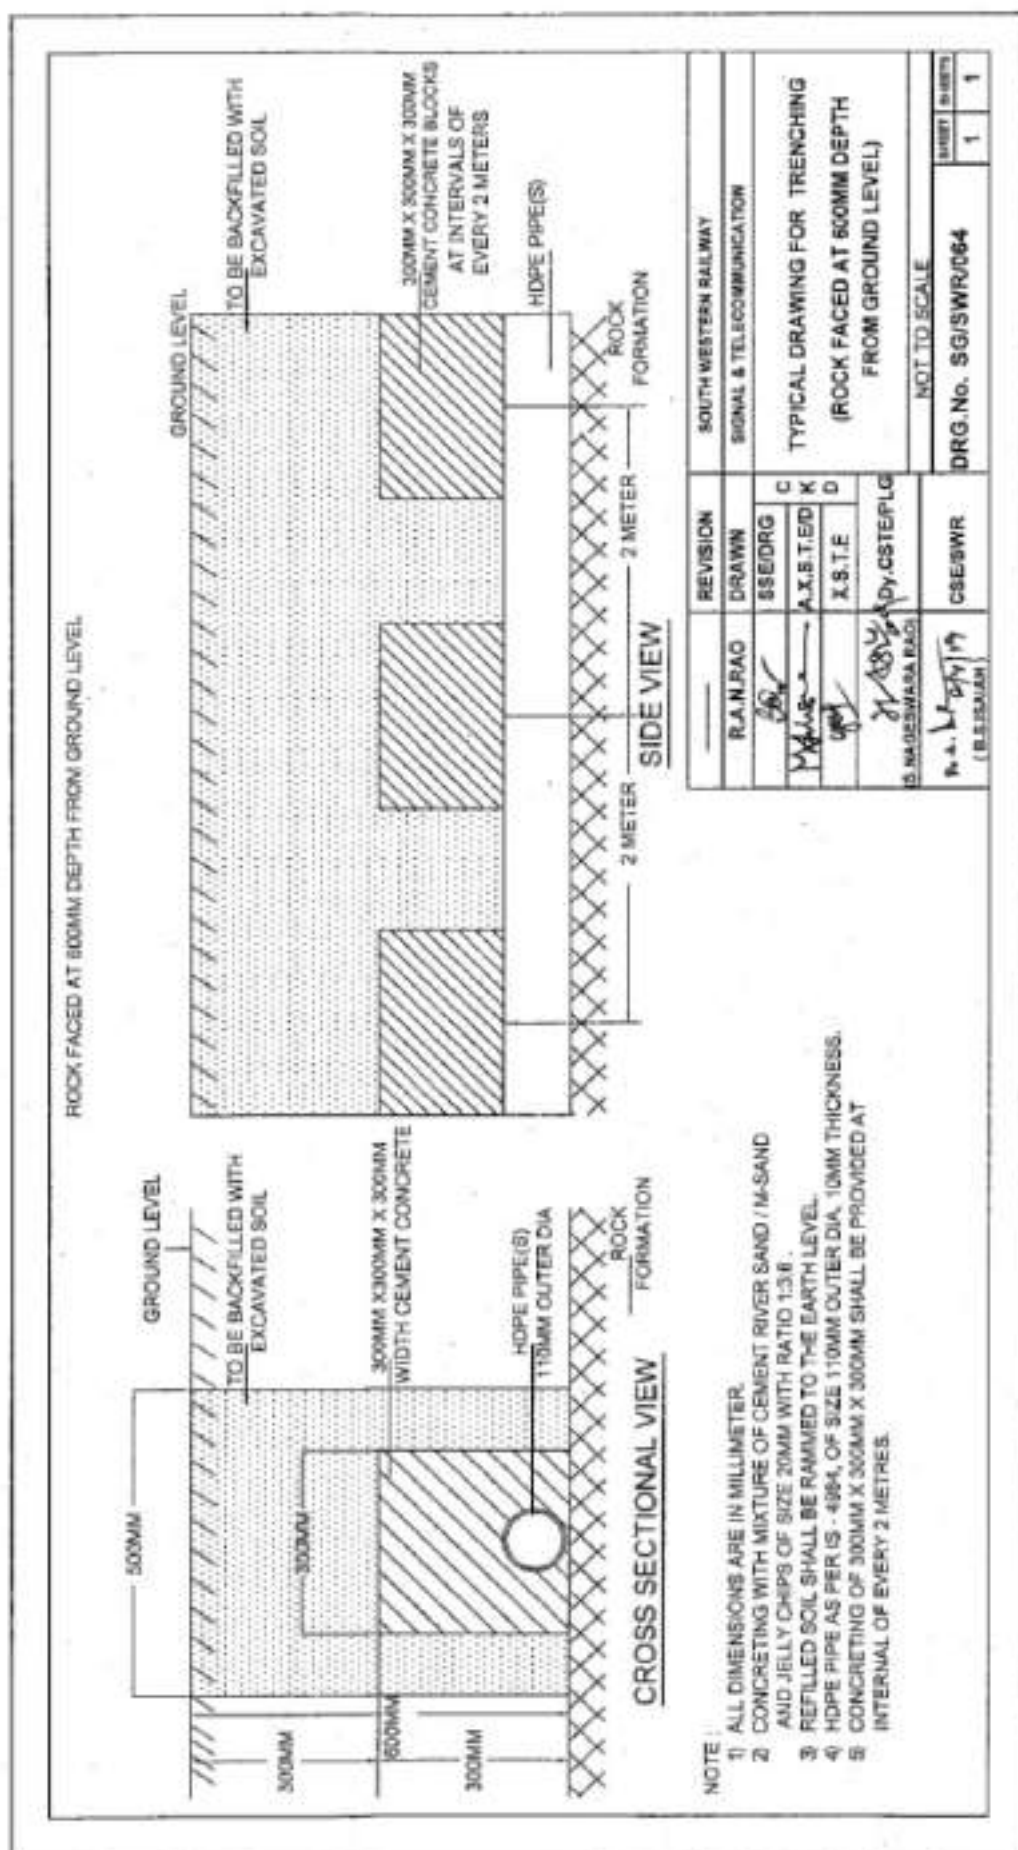 ROCK FACED AT 600MM DEPTH FROM GROUND LEVEL
500MM
GROUND LEVEL
TO BE BACKFILLED WITH
EXCAVATED SOIL
300MM
300MM X300MM X 300MM
WIDTH CEMENT CONCRETE
300MM
600MM
300MM
HDPE PIPE(S)
110MM OUTER DIA
ROCK
FORMATION
CROSS SECTIONAL VIEW
GROUND LEVEL
TO BE BACKFILLED WITH
EXCAVATED SOIL
300MM X 300MM X 300MM
CEMENT CONCRETE BLOCKS
AT INTERVALS OF
EVERY 2 METERS
HDPE PIPE(S)
ROCK
FORMATION
2 METER
2 METER
SIDE VIEW
NOTE :
1) ALL DIMENSIONS ARE IN MILLIMETER.
2) CONCRETING WITH MIXTURE OF CEMENT RIVER SAND / M-SAND
AND JELLY CHIPS OF SIZE 20MM WITH RATIO 1:3:6 .
3) REFILLED SOIL SHALL BE RAMMED TO THE EARTH LEVEL.
4) HDPE PIPE AS PER IS - 4984, OF SIZE 110MM OUTER DIA, 10MM THICKNESS.
5) CONCRETING OF 300MM X 300MM X 300MM SHALL BE PROVIDED AT
INTERNAL OF EVERY 2 METRES.
REVISION
SOUTH WESTERN RAILWAY
R.A.N.RAO
DRAWN
SIGNAL & TELECOMMUNICATION
SSE/DRG
C
A.X.S.T.E/D
K
X.S.T.E
D
TYPICAL DRAWING FOR TRENCHING
(ROCK FACED AT 600MM DEPTH
FROM GROUND LEVEL)
Dy.CSTE/PLG
(S.NAGESWARA RAO)
NOT TO SCALE
CSE/SWR
DRG.No. SG/SWR/064
SHEET
SHEETS
1
1